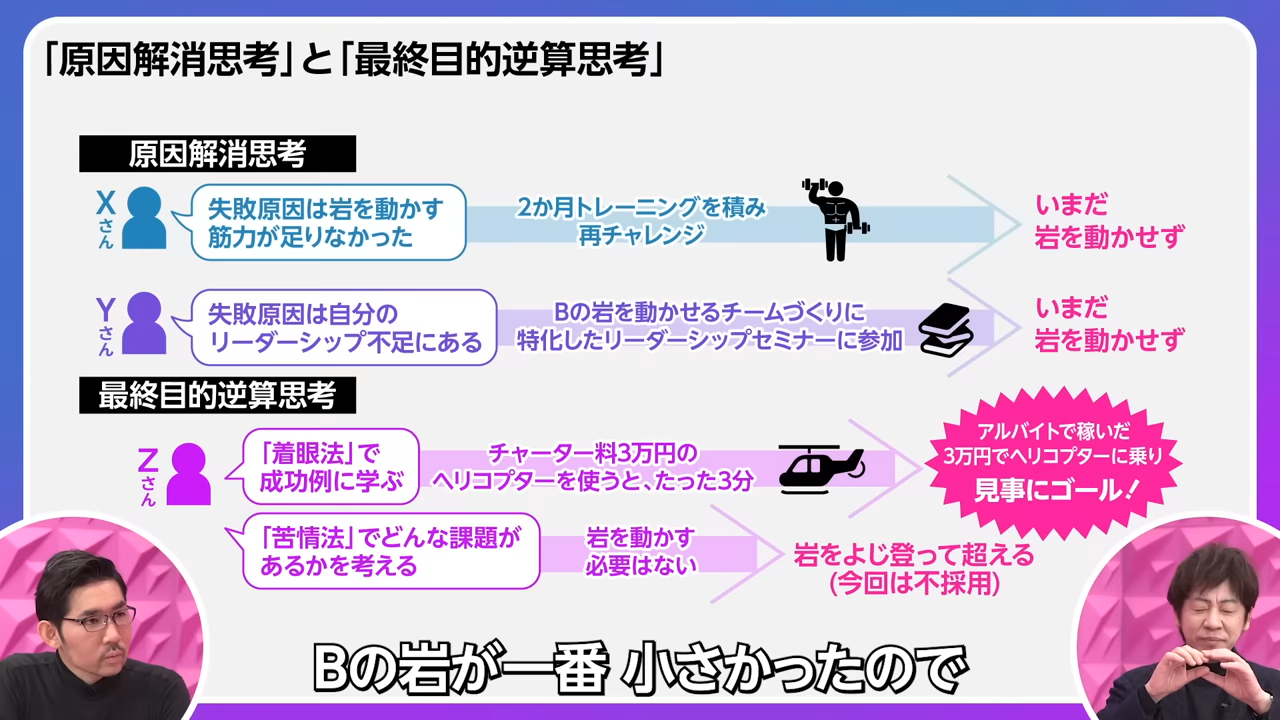 「原因解消思考」と「最終目的逆算思考」
原因解消思考
Xさん
失敗原因は岩を動かす
筋力が足りなかった
2か月トレーニングを積み
再チャレンジ
いまだ
岩を動かせず
Yさん
失敗原因は自分の
リーダーシップ不足にある
Bの岩を動かせるチームづくりに
特化したリーダーシップセミナーに参加
いまだ
岩を動かせず
最終目的逆算思考
Zさん
「着眼法」で
成功例に学ぶ
チャーター料3万円の
ヘリコプターを使うと、たった3分
アルバイトで稼いだ
3万円でヘリコプターに乗り
見事にゴール!
「苦情法」でどんな課題が
あるかを考える
岩を動かす
必要はない
岩をよじ登って超える
(今回は不採用)
Bの岩が一番 小さかったので